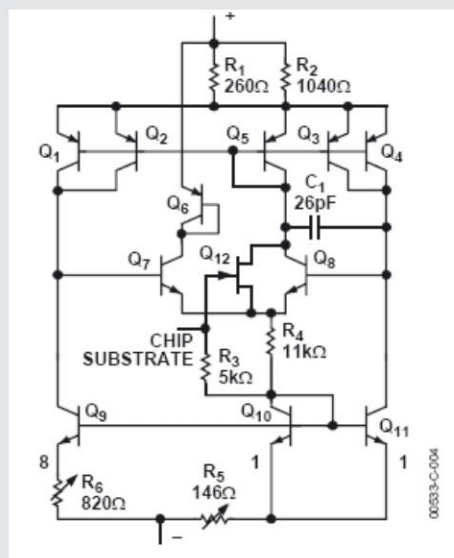 +
R1
260Ω
R2
1040Ω
Q1
Q2
Q5
Q3
Q4
C1
26pF
Q6
Q7
Q12
Q8
CHIP
SUBSTRATE
R3
5kΩ
R4
11kΩ
Q9
Q10
Q11
8
1
1
R6
820Ω
R5
146Ω
–
00533-C-004